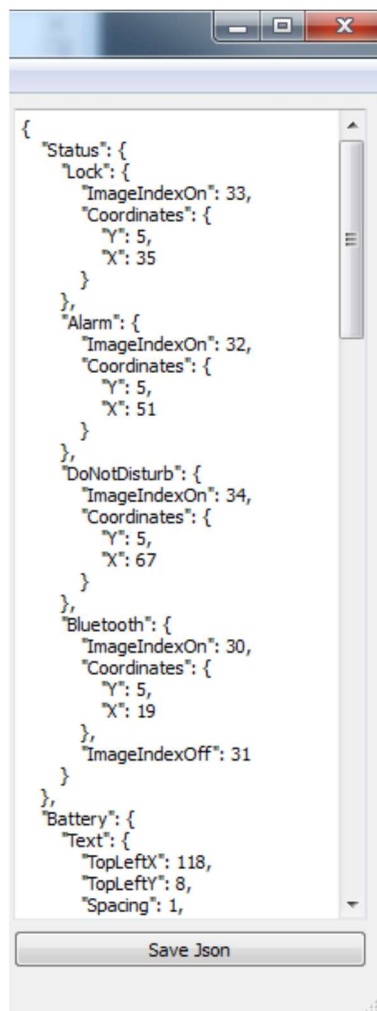 {
"Status": {
"Lock": {
"ImageIndexOn": 33,
"Coordinates": {
"Y": 5,
"X": 35
}
},
"Alarm": {
"ImageIndexOn": 32,
"Coordinates": {
"Y": 5,
"X": 51
}
},
"DoNotDisturb": {
"ImageIndexOn": 34,
"Coordinates": {
"Y": 5,
"X": 67
}
},
"Bluetooth": {
"ImageIndexOn": 30,
"Coordinates": {
"Y": 5,
"X": 19
},
"ImageIndexOff": 31
}
},
"Battery": {
"Text": {
"TopLeftX": 118,
"TopLeftY": 8,
"Spacing": 1,
Save Json